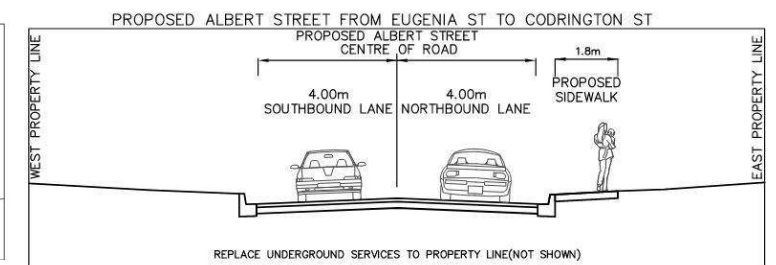 PROPOSED ALBERT STREET FROM EUGENIA ST TO CODRINGTON ST
PROPOSED ALBERT STREET
CENTRE OF ROAD
WEST PROPERTY LINE
4.00m
SOUTHBOUND LANE
4.00m
NORTHBOUND LANE
1.8m
PROPOSED
SIDEWALK
EAST PROPERTY LINE
REPLACE UNDERGROUND SERVICES TO PROPERTY LINE(NOT SHOWN)